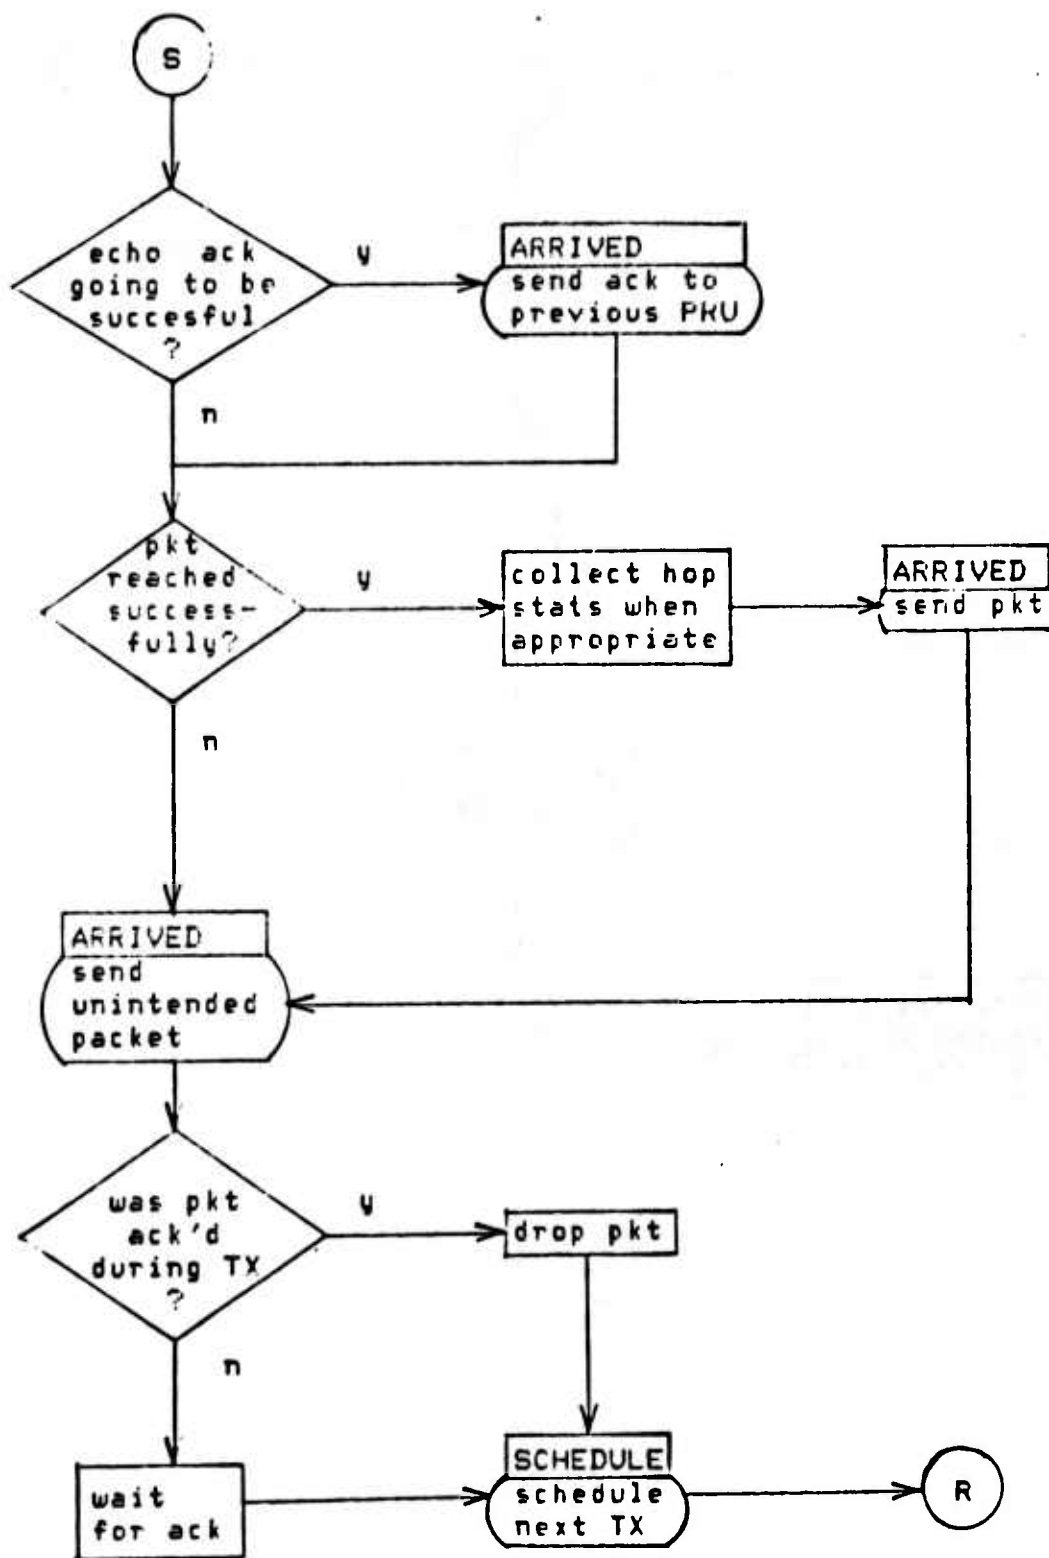 S
echo ack
going to be
succesful
?
y
ARRIVED
send ack to
previous PRU
n
pkt
reached
success-
fully?
y
collect hop
stats when
appropriate
ARRIVED
send pkt
n
ARRIVED
send
unintended
packet
was pkt
ack'd
during TX
?
y
drop pkt
n
wait
for ack
SCHEDULE
schedule
next TX
R